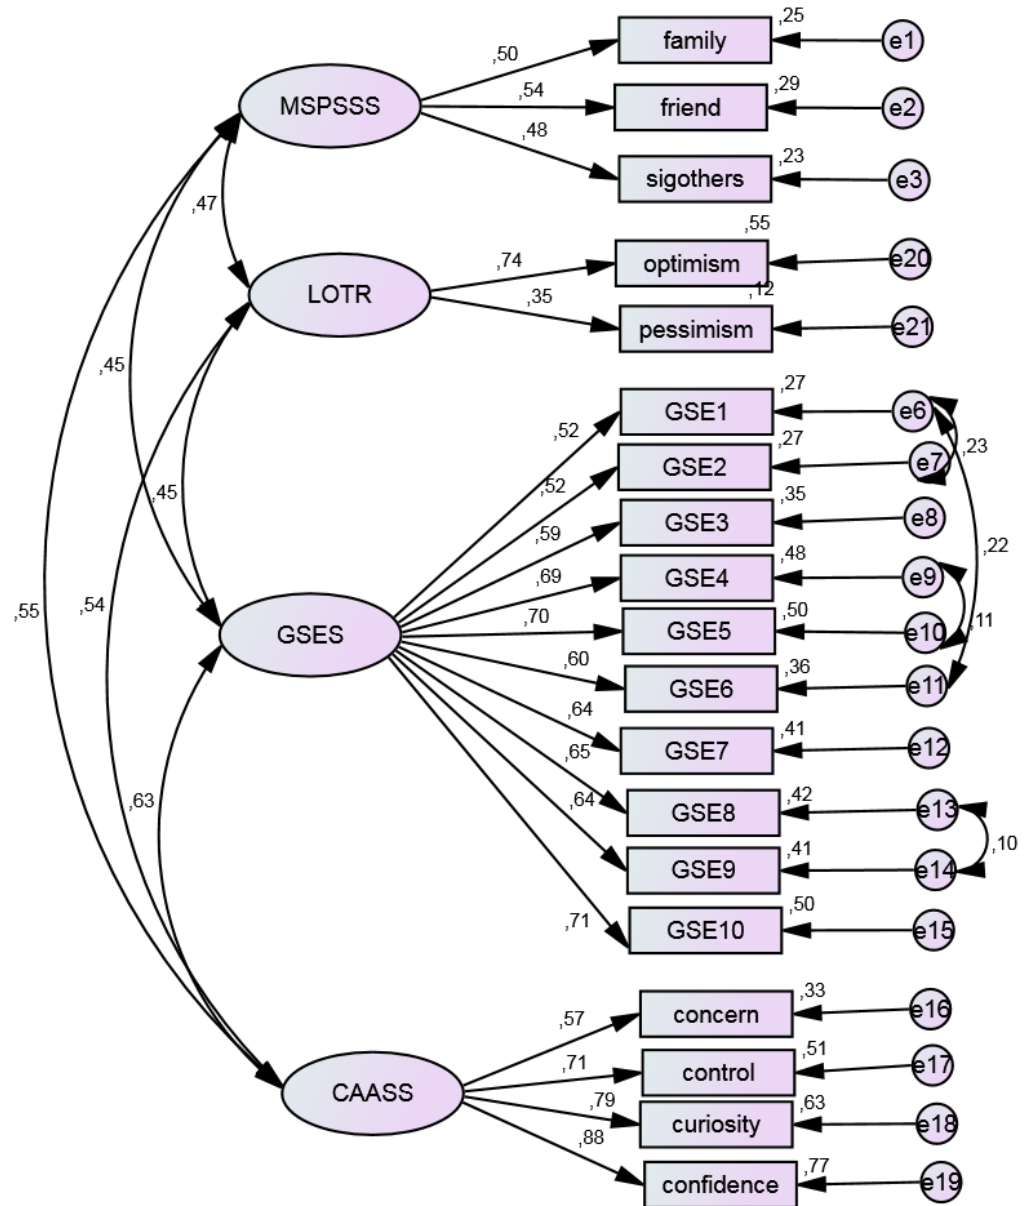 ,25
family
e1
,50
MSPSSS
,54
friend
,29
e2
,48
sigothers
,23
e3
,47
,55
optimism
e20
,74
LOTR
,35
,12
pessimism
e21
,45
,27
GSE1
e6
,52
,23
,27
GSE2
e7
,52
,45
,35
GSE3
e8
,59
,22
,48
GSE4
e9
,69
,55
,54
,70
GSES
GSE5
,50
e10
,11
,60
GSE6
,36
e11
,64
GSE7
,41
e12
,65
,63
,64
GSE8
,42
e13
,10
GSE9
,41
e14
,71
GSE10
,50
e15
,57
concern
,33
e16
,71
control
,51
e17
CAASS
,79
curiosity
,63
e18
,88
confidence
,77
e19